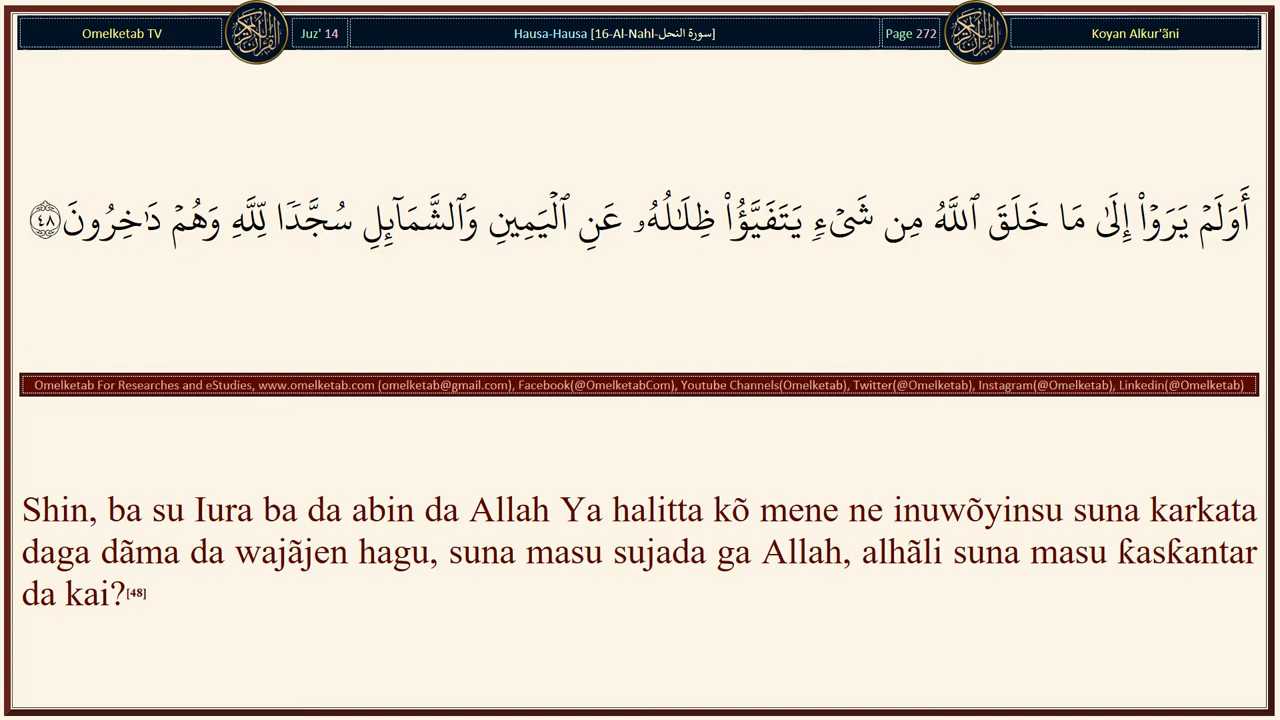 Omelketab TV
Juz' 14
Hausa-Hausa [16-Al-Nahl-سورة النحل]
Page 272
Koyan Alƙur'ãni
أَوَلَمۡ يَرَوۡاْ إِلَىٰ مَا خَلَقَ ٱللَّهُ مِن شَيۡءٖ يَتَفَيَّؤُاْ ظِلَٰلُهُۥ عَنِ ٱلۡيَمِينِ وَٱلشَّمَآئِلِ سُجَّدٗا لِّلَّهِ وَهُمۡ دَٰخِرُونَ ٤٨
Omelketab For Researches and eStudies, www.omelketab.com (omelketab@gmail.com), Facebook(@OmelketabCom), Youtube Channels(Omelketab), Twitter(@Omelketab), Instagram(@Omelketab), Linkedin(@Omelketab)
Shin, ba su Iura ba da abin da Allah Ya halitta kõ mene ne inuwõyinsu suna karkata
daga dãma da wajãjen hagu, suna masu sujada ga Allah, alhãli suna masu ƙasƙantar
da kai?[48]